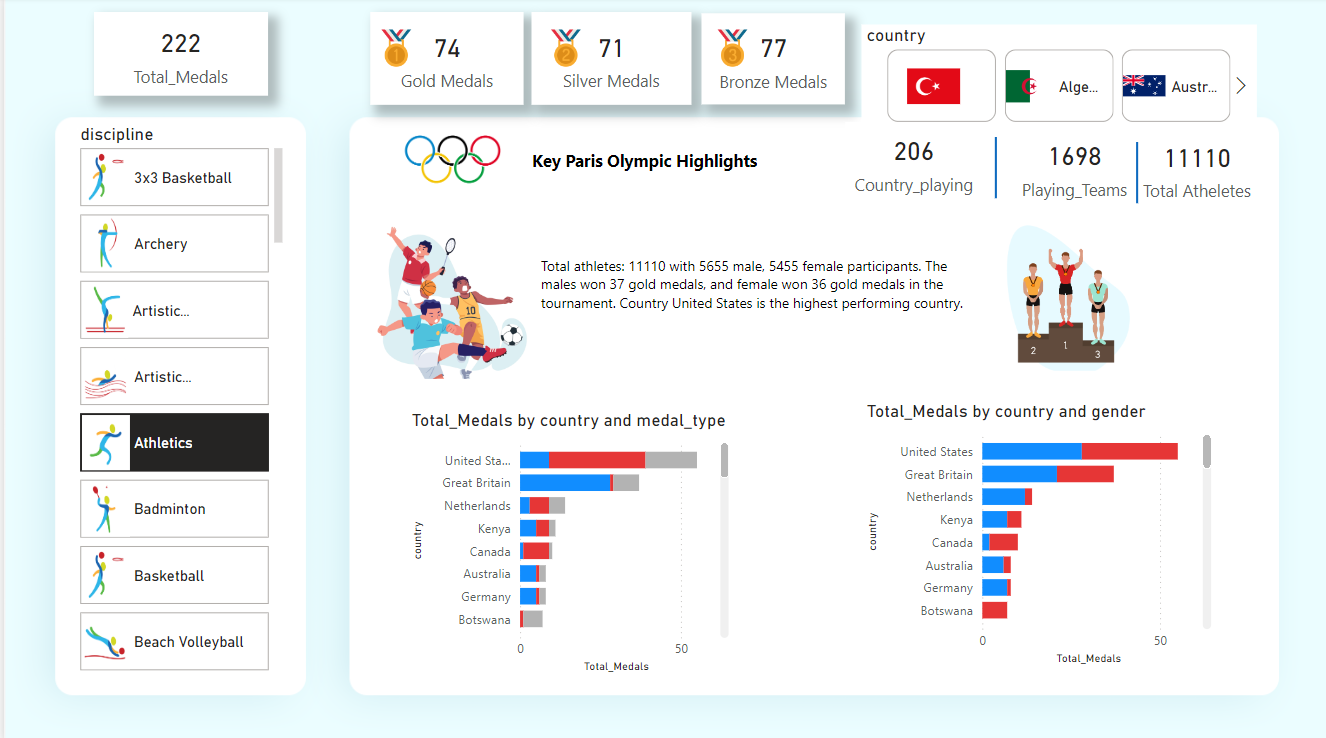 222
Total_Medals
74
Gold Medals
71
Silver Medals
77
Bronze Medals
1
2
3
country
Alge...
Austr...
discipline
3x3 Basketball
Archery
Artistic...
Artistic...
Athletics
Badminton
Basketball
Beach Volleyball
Key Paris Olympic Highlights
206
Country_playing
1698
Playing_Teams
11110
Total Atheletes
Total athletes: 11110 with 5655 male, 5455 female participants. The
males won 37 gold medals, and female won 36 gold medals in the
tournament. Country United States is the highest performing country.
10
2 1 3
Total_Medals by country and medal_type
country
United Sta...
Great Britain
Netherlands
Kenya
Canada
Australia
Germany
Botswana
0 50
Total_Medals
Total_Medals by country and gender
country
United States
Great Britain
Netherlands
Kenya
Canada
Australia
Germany
Botswana
0 50
Total_Medals